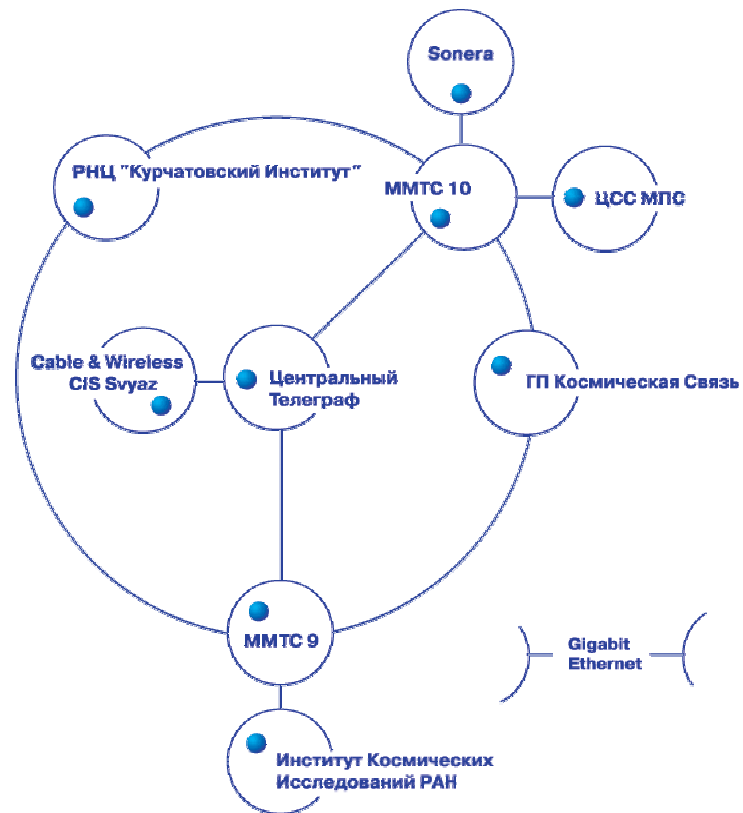 Sonera
РНЦ "Курчатовский Институт"
ММТС 10
ЦСС МПС
Cable & Wireless
CIS Svyaz
Центральный
Телеграф
ГП Космическая Связь
ММТС 9
Gigabit
Ethernet
Институт Космических
Исследований РАН